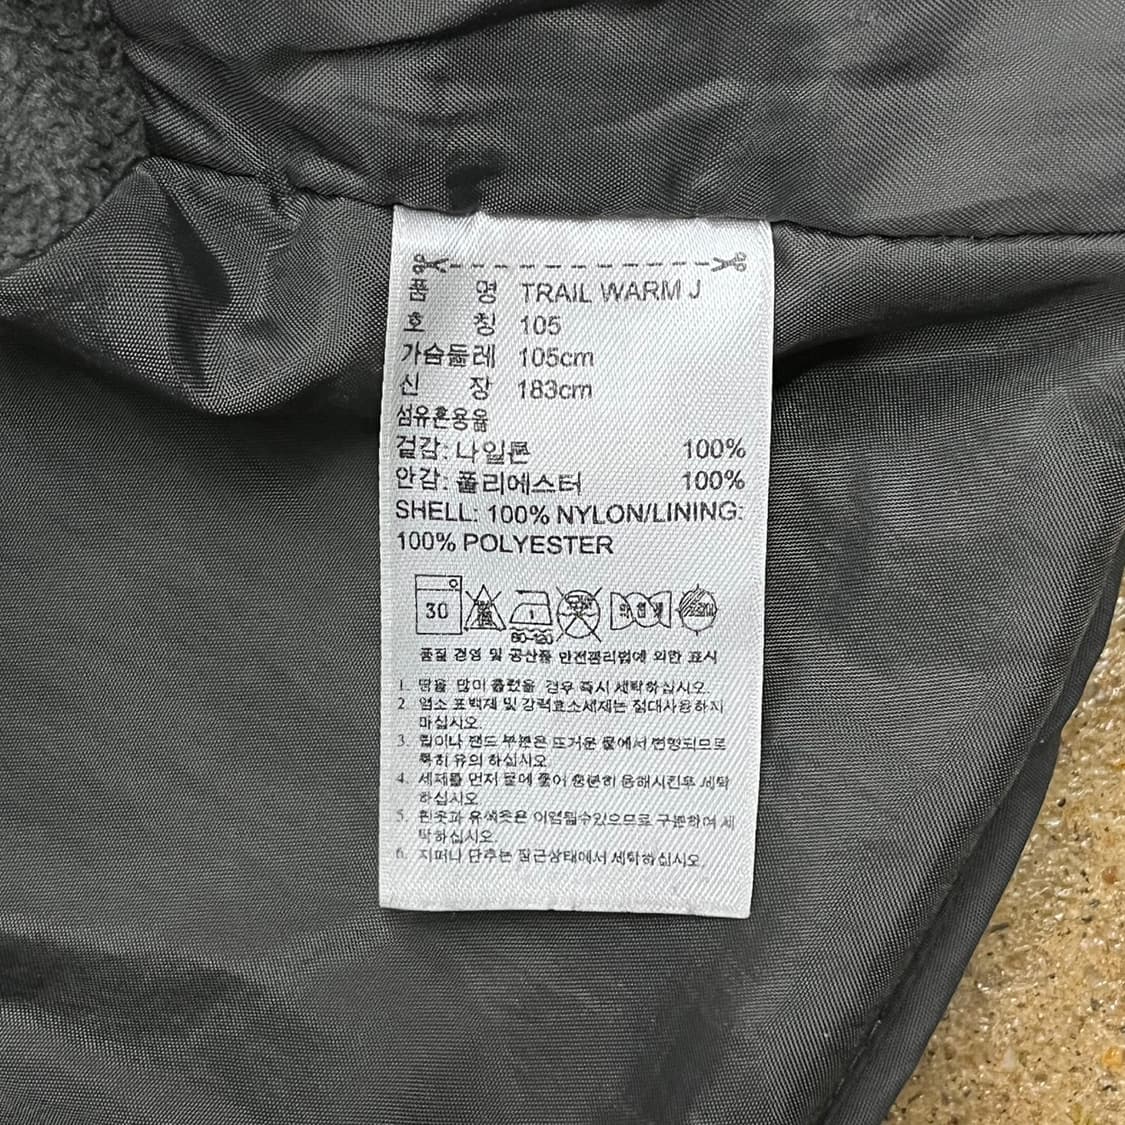 품 명 TRAIL WARM J
호 칭 105
가슴둘레 105cm
신 장 183cm
섬유혼용율
겉감: 나일론 100%
안감: 폴리에스터 100%
SHELL: 100% NYLON/LINING:
100% POLYESTER
30
80~120
품질 경영 및 공산품 안전관리법에 의한 표시
1. 땀을 많이 흘렸을 경우 즉시 세탁하십시오.
2. 염소 표백제 및 강력효소세제는 절대사용하지
마십시오.
3. 립이나 밴드 부분은 뜨거운 물에서 변형되므로
특히 유의 하십시오.
4. 세제를 먼저 물에 풀어 충분히 용해시킨후 세탁
하십시오
5. 흰옷과 유색옷은 이염될수있으므로 구분하여 세
탁하십시오.
6. 지퍼나 단추는 잠근상태에서 세탁하십시오